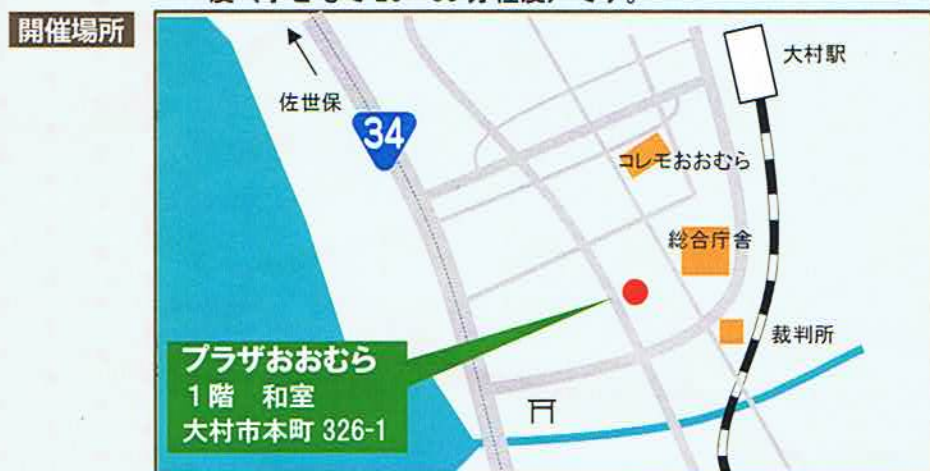 開催場所
大村駅
佐世保
34
コレモおおむら
総合庁舎
裁判所
プラザおおむら
1階　和室
大村市本町 326-1